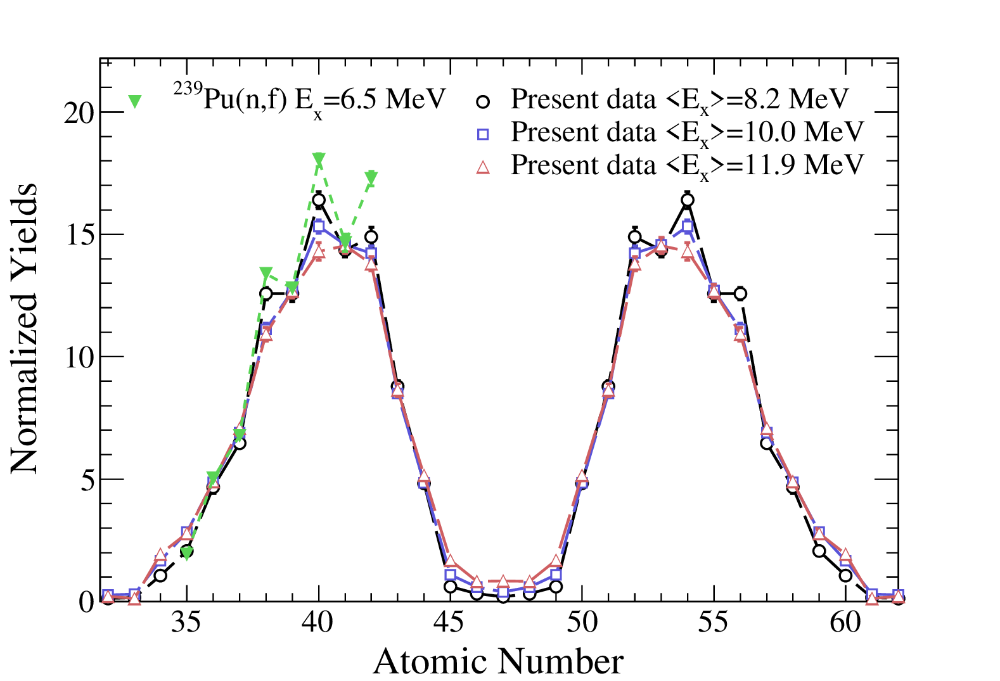 239Pu(n,f) Ex=6.5 MeV
Present data <Ex>=8.2 MeV
Present data <Ex>=10.0 MeV
Present data <Ex>=11.9 MeV
Normalized Yields
20
15
10
5
0
35 40 45 50 55 60
Atomic Number